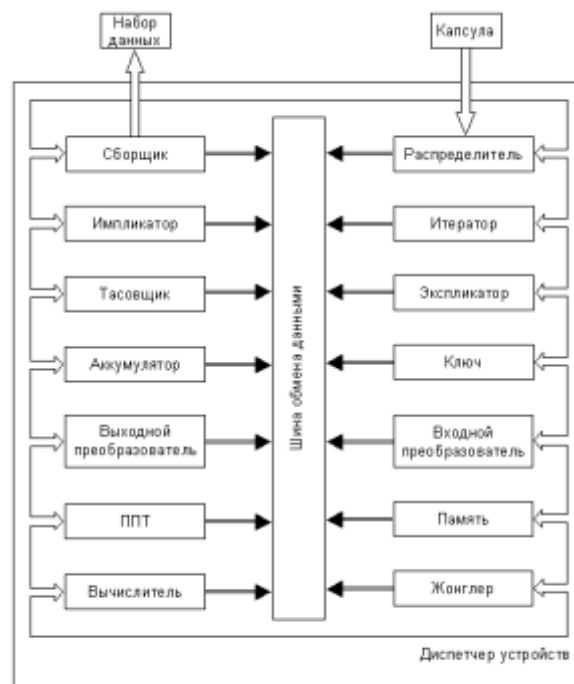 Набор
данных
Капсула
Сборщик
Распределитель
Импликатор
Итератор
Тасовщик
Экспликатор
Аккумулятор
Ключ
Выходной
преобразователь
Входной
преобразователь
ППТ
Память
Вычислитель
Жонглер
Шина обмена данными
Диспетчер устройств